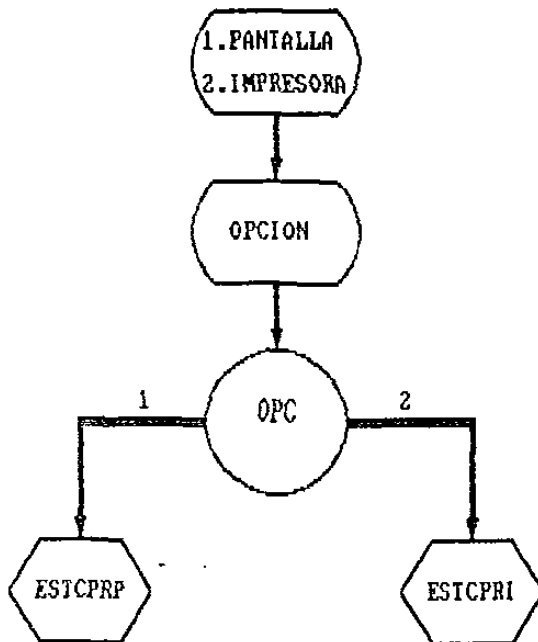 1.PANTALLA
2.IMPRESORA
OPCION
OPC
1
2
ESTCPRP
ESTCPRI